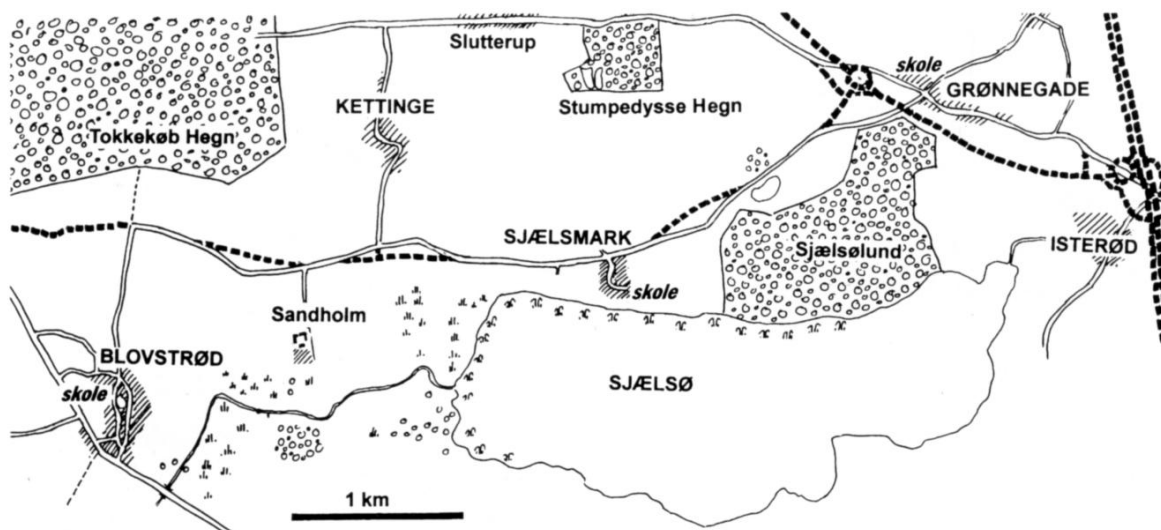 Slutterup
skole
KETTINGE
Stumpedysse Hegn
GRØNNEGADE
Tokkekøb Hegn
SJÆLSMARK
Sjælsølund
ISTERØD
skole
Sandholm
BLOVSTRØD
skole
SJÆLSØ
1 km